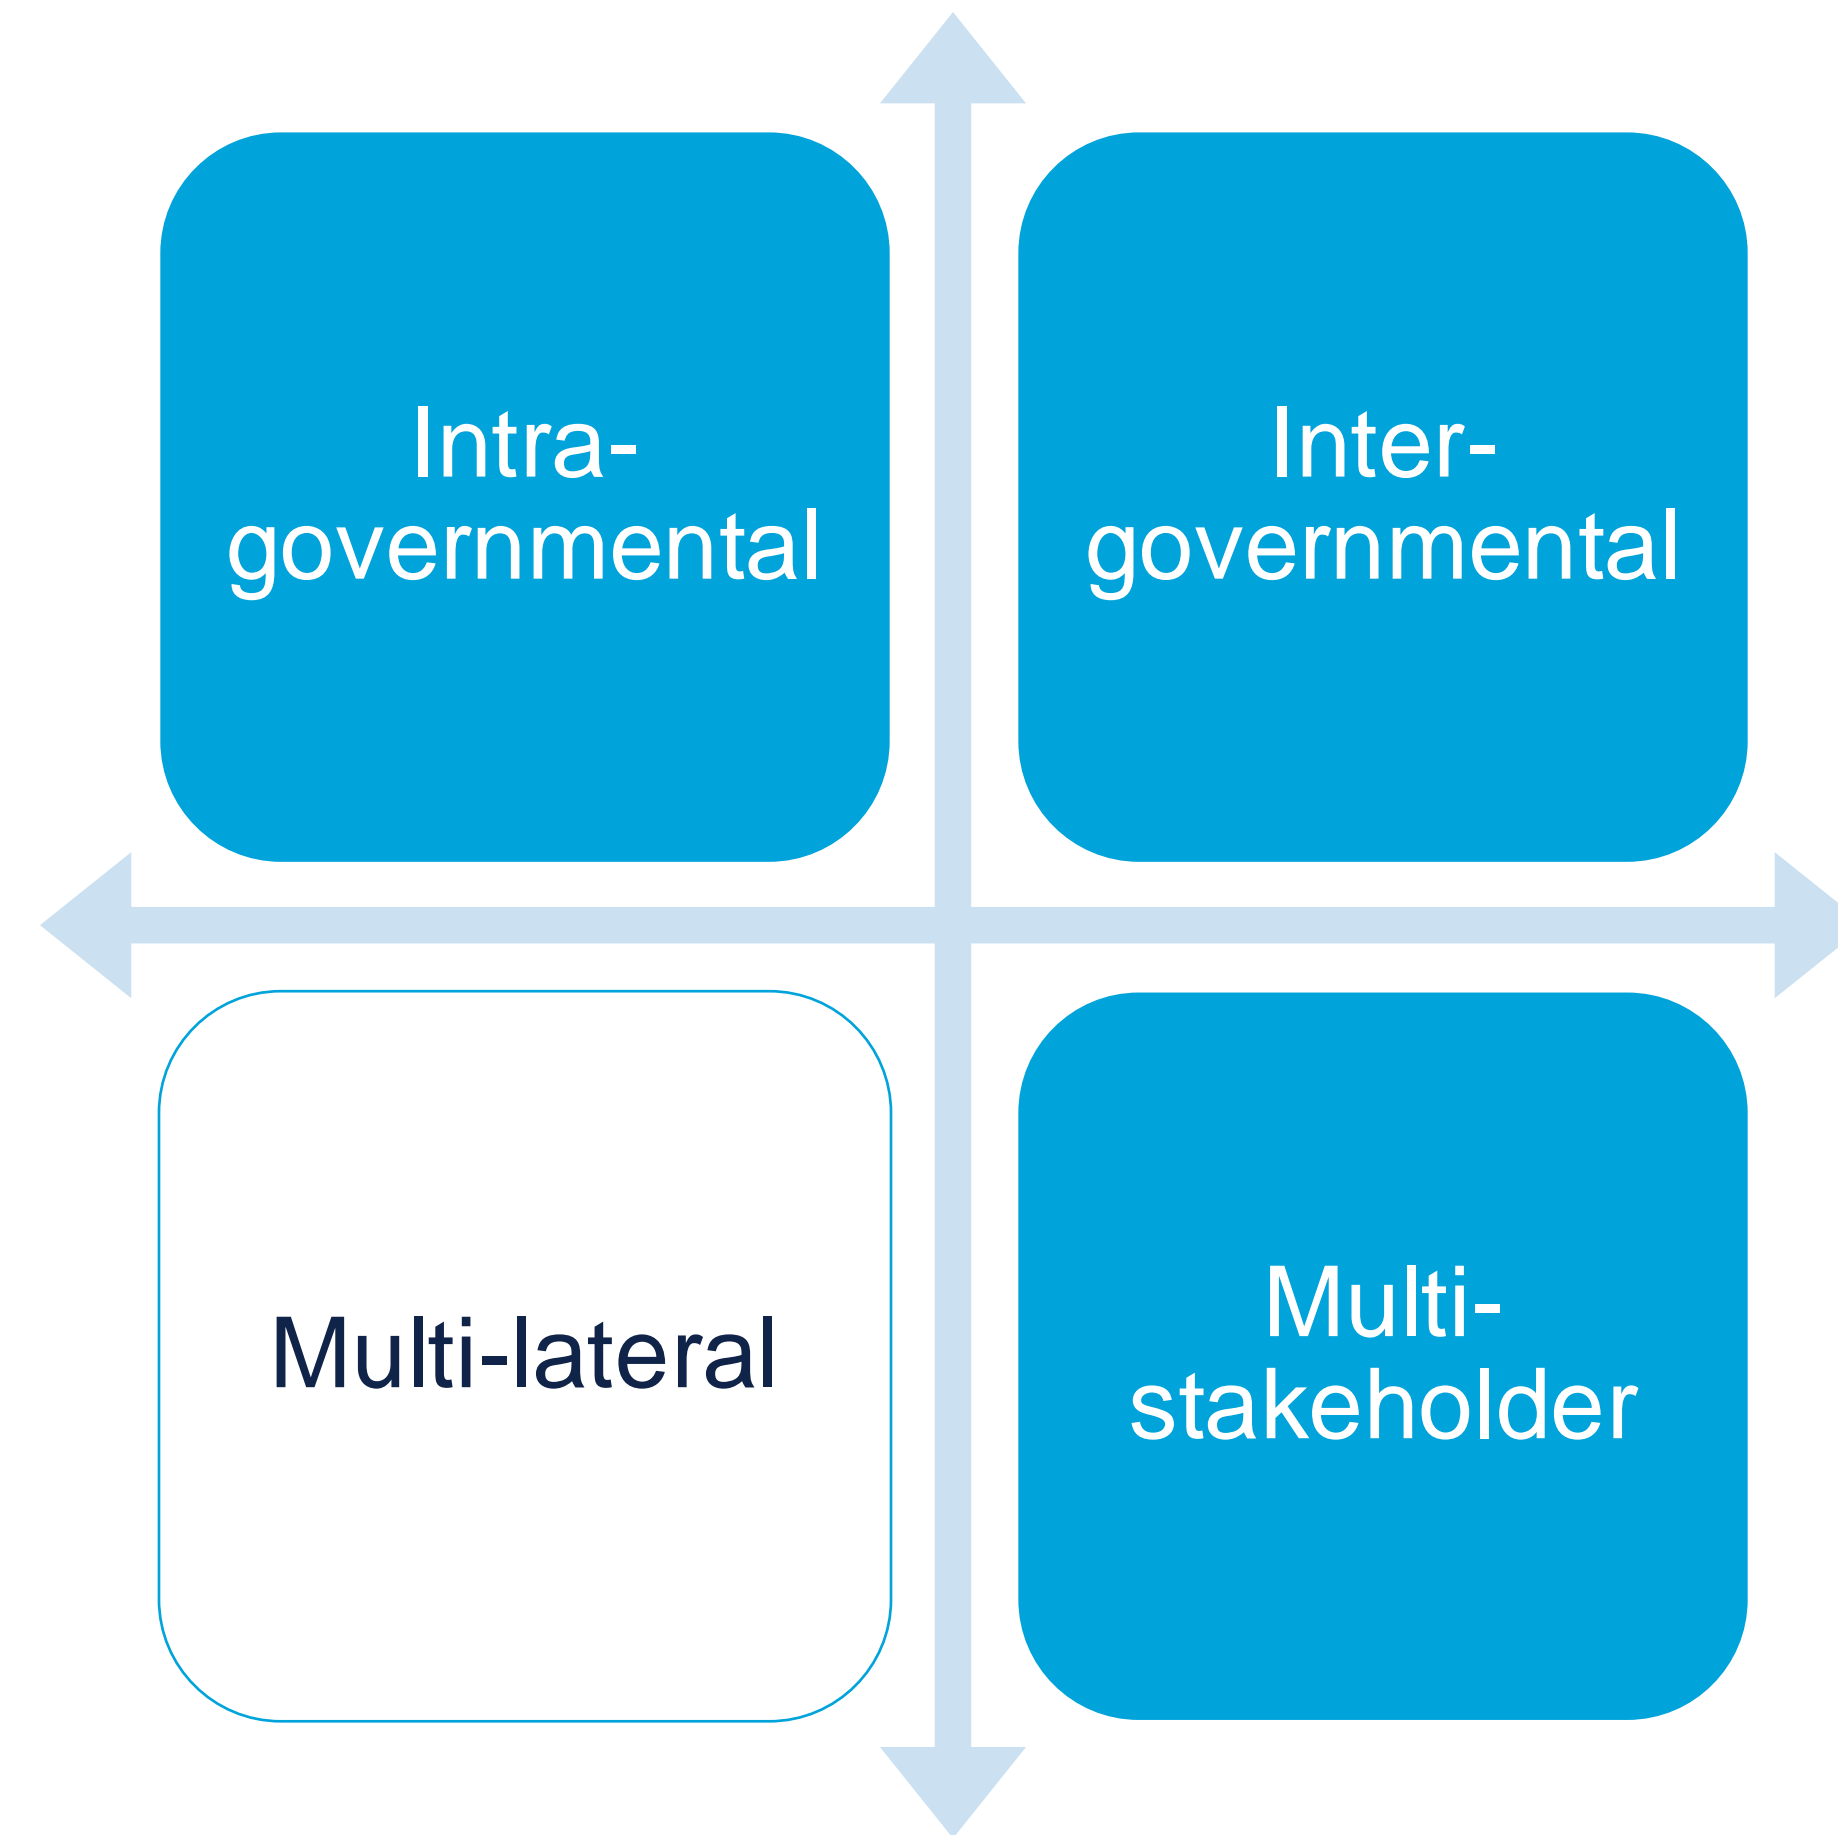 Intra-
governmental
Inter-
governmental
Multi-lateral
Multi-
stakeholder